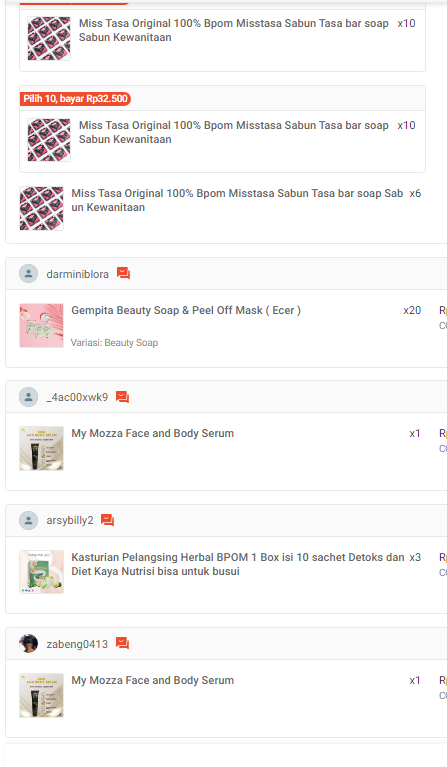 Miss Tasa Original 100% Bpom Misstasa Sabun Tasa bar soap x10
Sabun Kewanitaan
Pilih 10, bayar Rp32.500
Miss Tasa Original 100% Bpom Misstasa Sabun Tasa bar soap x10
Sabun Kewanitaan
Miss Tasa Original 100% Bpom Misstasa Sabun Tasa bar soap Sab x6
un Kewanitaan
darminiblora
Gempita Beauty Soap & Peel Off Mask ( Ecer ) x20 Rp
Variasi: Beauty Soap
_4ac00xwk9
My Mozza Face and Body Serum x1
arsybilly2
Kasturian Pelangsing Herbal BPOM 1 Box isi 10 sachet Detoks dan x3
Diet Kaya Nutrisi bisa untuk busui
zabeng0413
My Mozza Face and Body Serum x1